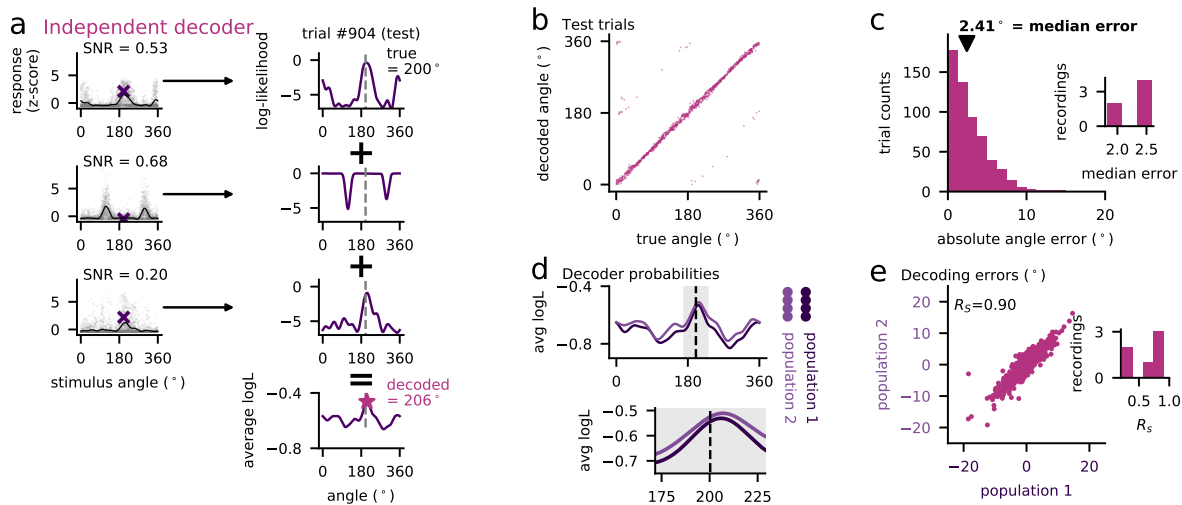 a
Independent decoder
SNR = 0.53
response
(z-score)
5
0
0 180 360
SNR = 0.68
5
0
0 180 360
SNR = 0.20
5
0
0 180 360
stimulus angle (°)
trial #904 (test)
true
= 200°
log-likelihood
0
−5
0 180 360
+
0
−5
0 180 360
+
0
−5
0 180 360
=
decoded
= 206°
average logL
−0.4
−0.8
0 180 360
angle (°)
b
Test trials
decoded angle (°)
360
180
0
0 180 360
true angle (°)
c
2.41° = median error
trial counts
150
100
50
0
0 10 20
absolute angle error (°)
recordings
3
0
2.0 2.5
median error
d
Decoder probabilities
avg logL
−0.4
−0.8
0 180 360
population 1
population 2
avg logL
−0.5
−0.6
−0.7
175 200 225
e
Decoding errors (°)
R_S=0.90
population 2
20
10
0
−10
−20
−20 0 20
population 1
recordings
3
0
0.5 1.0
R_s